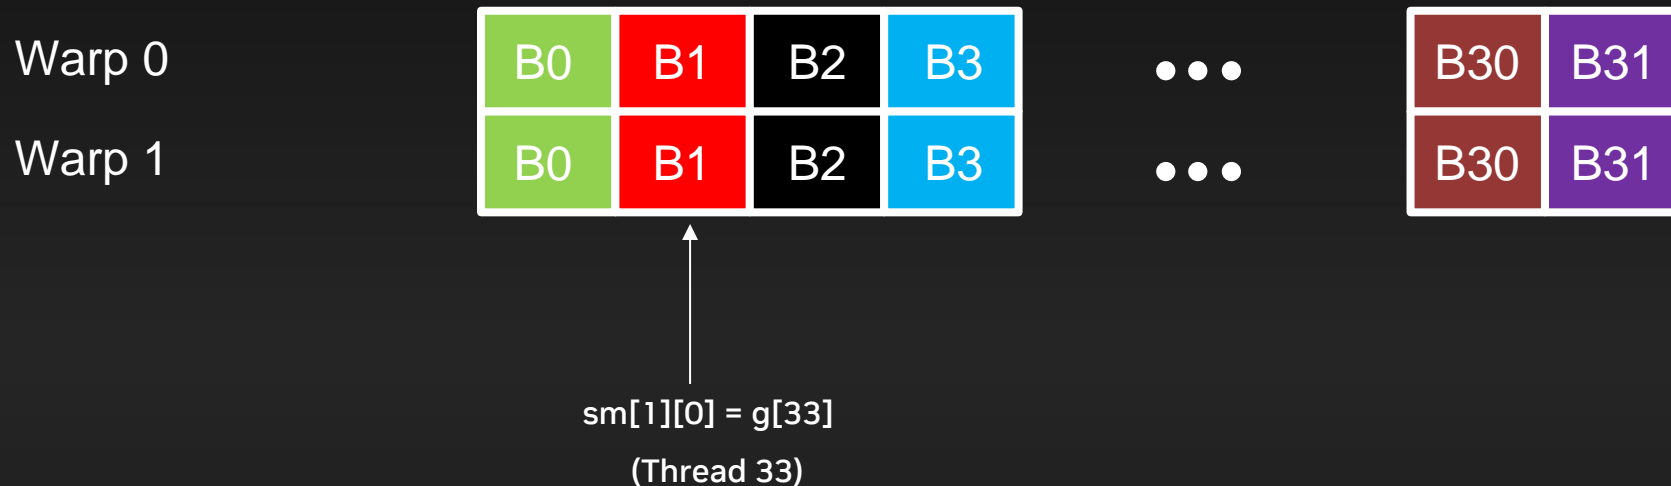 Warp 0 B0 B1 B2 B3 ••• B30 B31
Warp 1 B0 B1 B2 B3 ••• B30 B31
sm[1][0] = g[33]
(Thread 33)